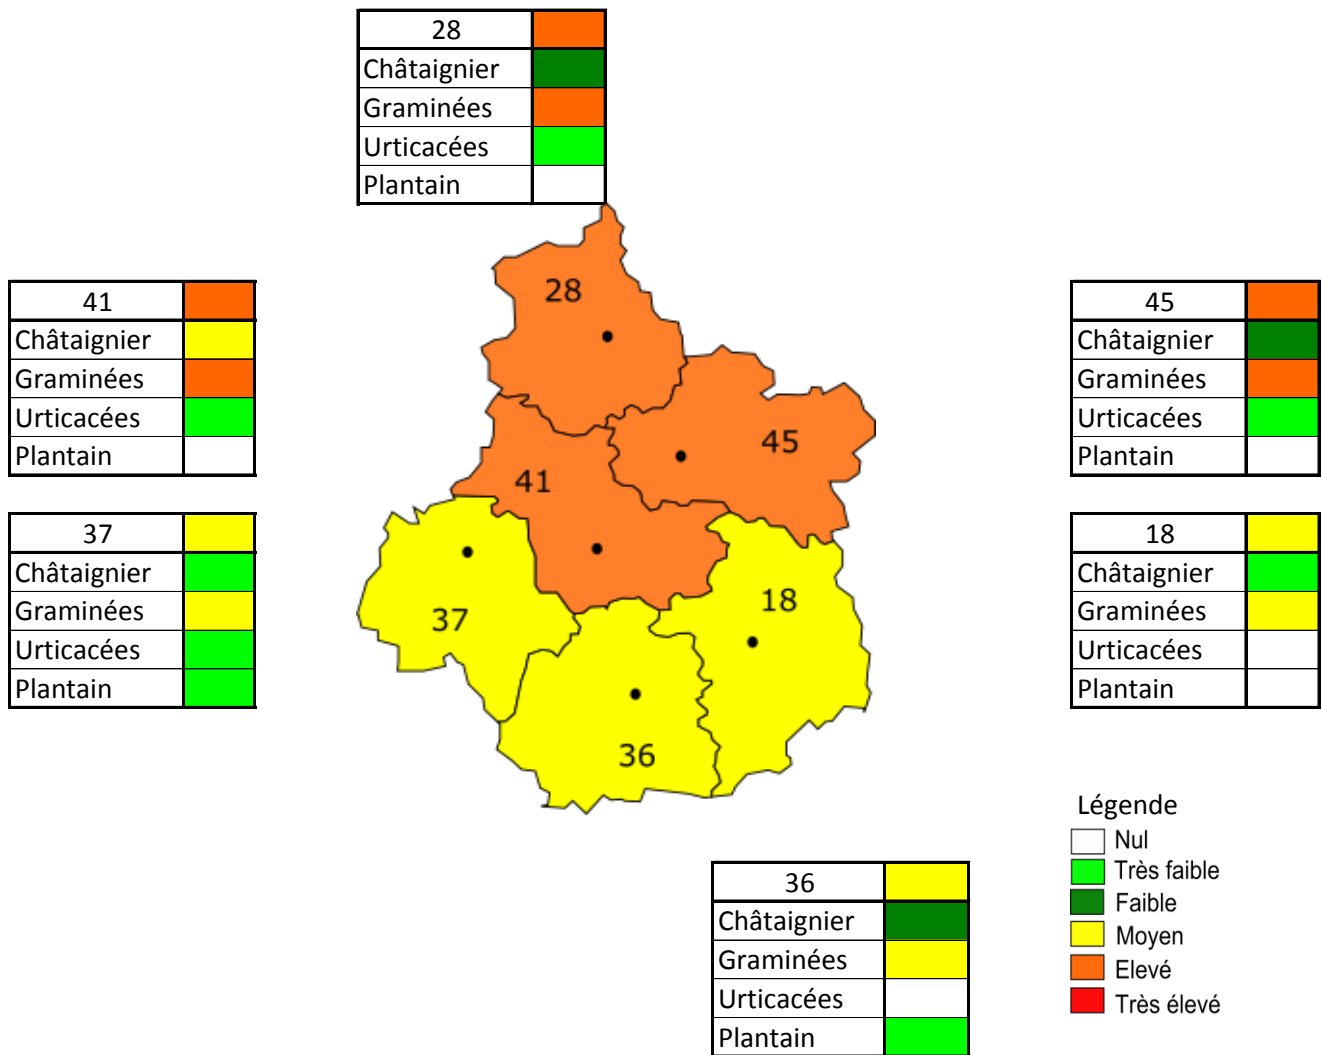 28
Châtaignier
Graminées
Urticacées
Plantain
41
Châtaignier
Graminées
Urticacées
Plantain
37
Châtaignier
Graminées
Urticacées
Plantain
28
45
41
37
18
36
45
Châtaignier
Graminées
Urticacées
Plantain
18
Châtaignier
Graminées
Urticacées
Plantain
36
Châtaignier
Graminées
Urticacées
Plantain
Légende
Nul
Très faible
Faible
Moyen
Elevé
Très élevé